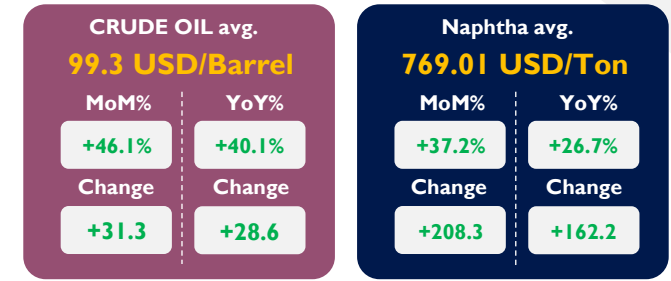 CRUDE OIL avg.
99.3 USD/Barrel
MoM% YoY%
+46.1% +40.1%
Change Change
+31.3 +28.6
Naphtha avg.
769.01 USD/Ton
MoM% YoY%
+37.2% +26.7%
Change Change
+208.3 +162.2